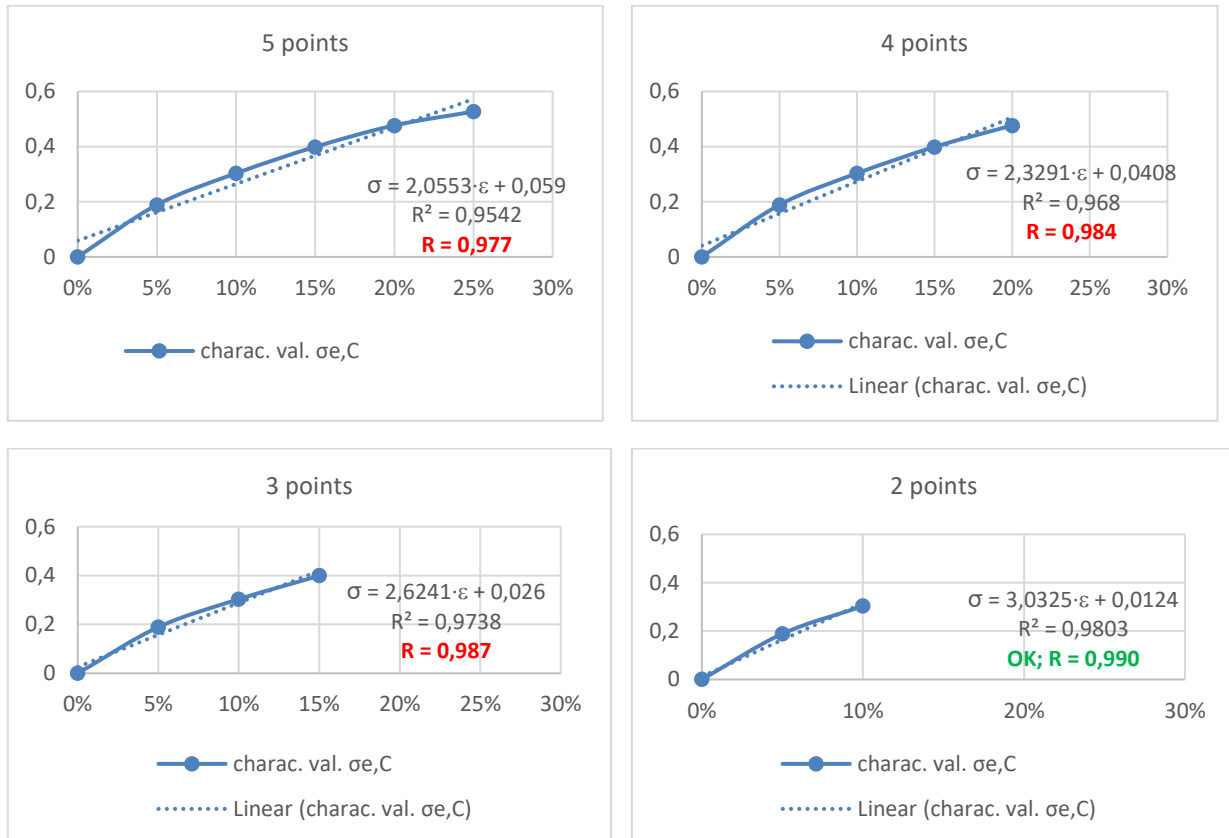 5 points
0,6
0,4
0,2
0
0% 5% 10% 15% 20% 25% 30%
σ = 2,0553·ε + 0,059
R² = 0,9542
R = 0,977
charac. val. σe,C
4 points
0,6
0,4
0,2
0
0% 5% 10% 15% 20% 25% 30%
σ = 2,3291·ε + 0,0408
R² = 0,968
R = 0,984
charac. val. σe,C
Linear (charac. val. σe,C)
3 points
0,6
0,4
0,2
0
0% 5% 10% 15% 20% 25% 30%
σ = 2,6241·ε + 0,026
R² = 0,9738
R = 0,987
charac. val. σe,C
Linear (charac. val. σe,C)
2 points
0,6
0,4
0,2
0
0% 10% 20% 30%
σ = 3,0325·ε + 0,0124
R² = 0,9803
OK; R = 0,990
charac. val. σe,C
Linear (charac. val. σe,C)